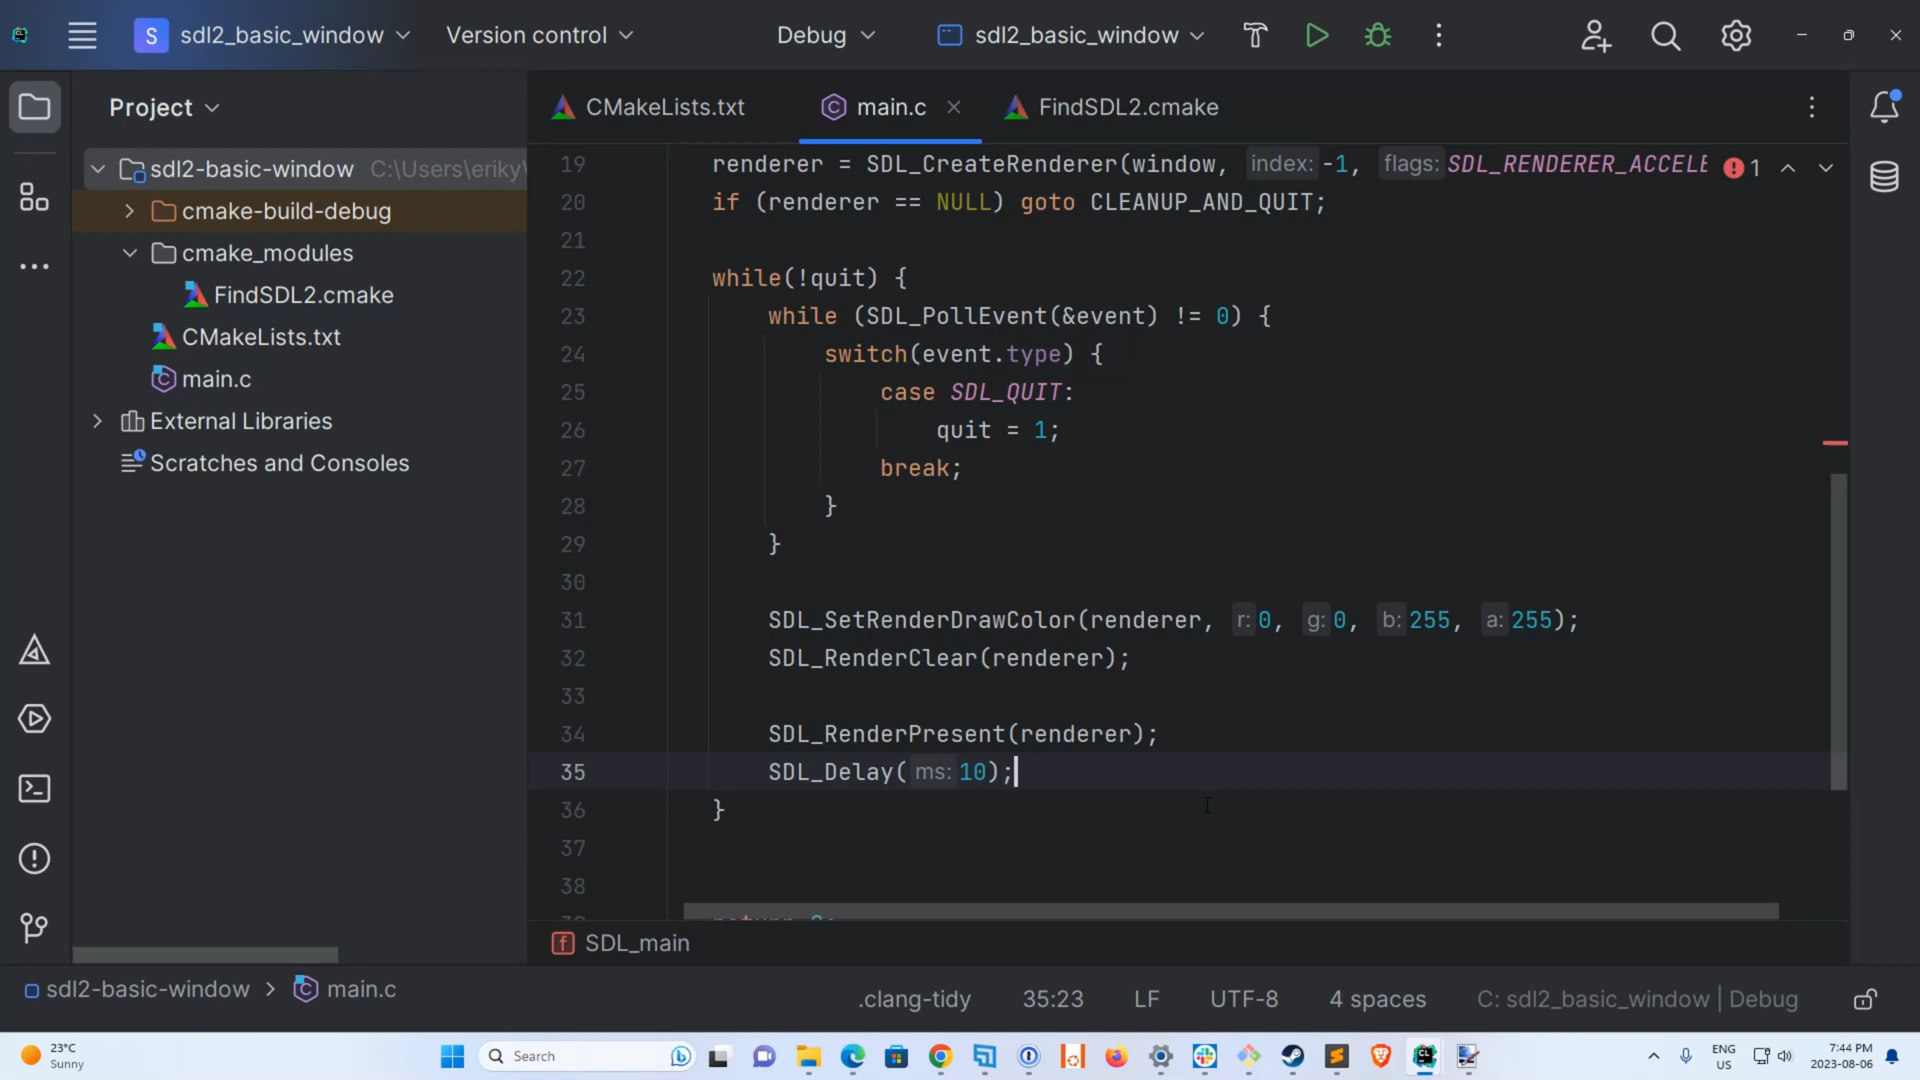 S sdl2_basic_window Version control Debug sdl2_basic_window
Project
CMakeLists.txt main.c FindSDL2.cmake
sdl2-basic-window C:\Users\eriky\
cmake-build-debug
cmake_modules
FindSDL2.cmake
CMakeLists.txt
main.c
External Libraries
Scratches and Consoles
19 renderer = SDL_CreateRenderer(window, index: -1, flags: SDL_RENDERER_ACCELE 1
20 if (renderer == NULL) goto CLEANUP_AND_QUIT;
21
22 while(!quit) {
23 while (SDL_PollEvent(&event) != 0) {
24 switch(event.type) {
25 case SDL_QUIT:
26 quit = 1;
27 break;
28 }
29 }
30
31 SDL_SetRenderDrawColor(renderer, r: 0, g: 0, b: 255, a: 255);
32 SDL_RenderClear(renderer);
33
34 SDL_RenderPresent(renderer);
35 SDL_Delay( ms: 10);
36 }
37
38
f SDL_main
sdl2-basic-window > main.c
.clang-tidy 35:23 LF UTF-8 4 spaces C: sdl2_basic_window | Debug
23°C
Sunny
Search
ENG
US
7:44 PM
2023-08-06